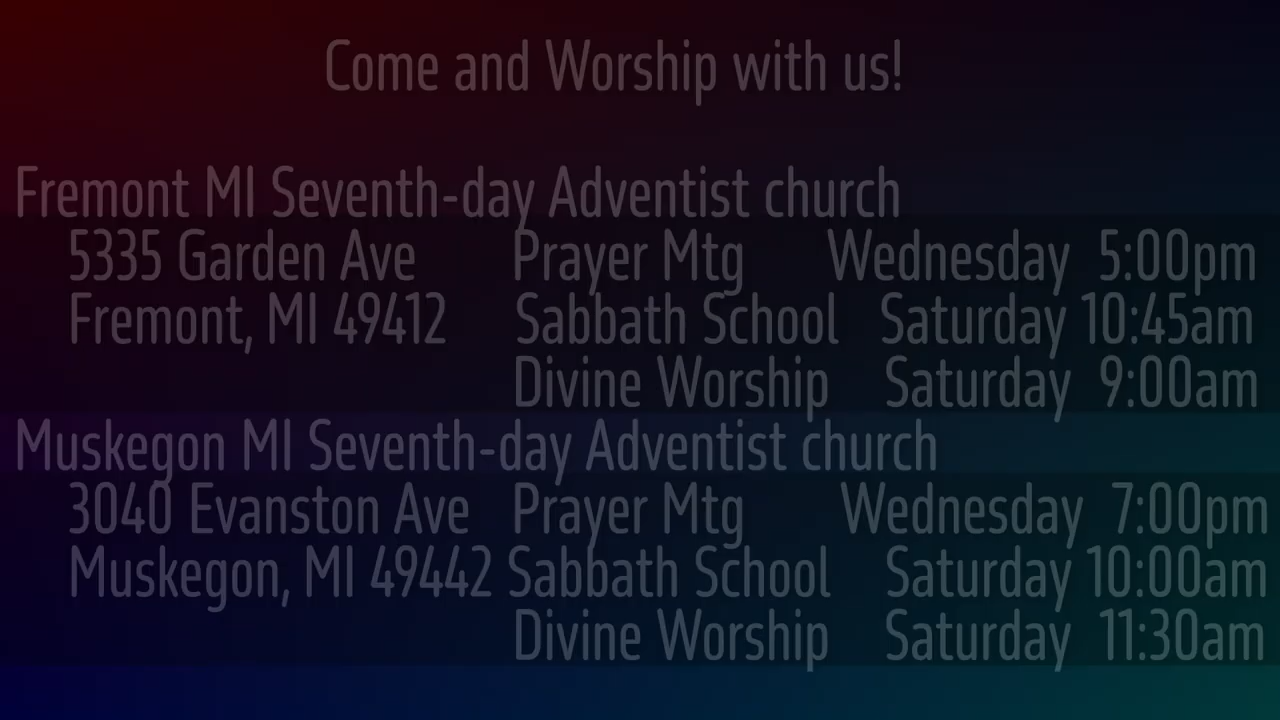 Come and Worship with us!
Fremont MI Seventh-day Adventist church
5335 Garden Ave Prayer Mtg Wednesday 5:00pm
Fremont, MI 49412 Sabbath School Saturday 10:45am
Divine Worship Saturday 9:00am
Muskegon MI Seventh-day Adventist church
3040 Evanston Ave Prayer Mtg Wednesday 7:00pm
Muskegon, MI 49442 Sabbath School Saturday 10:00am
Divine Worship Saturday 11:30am